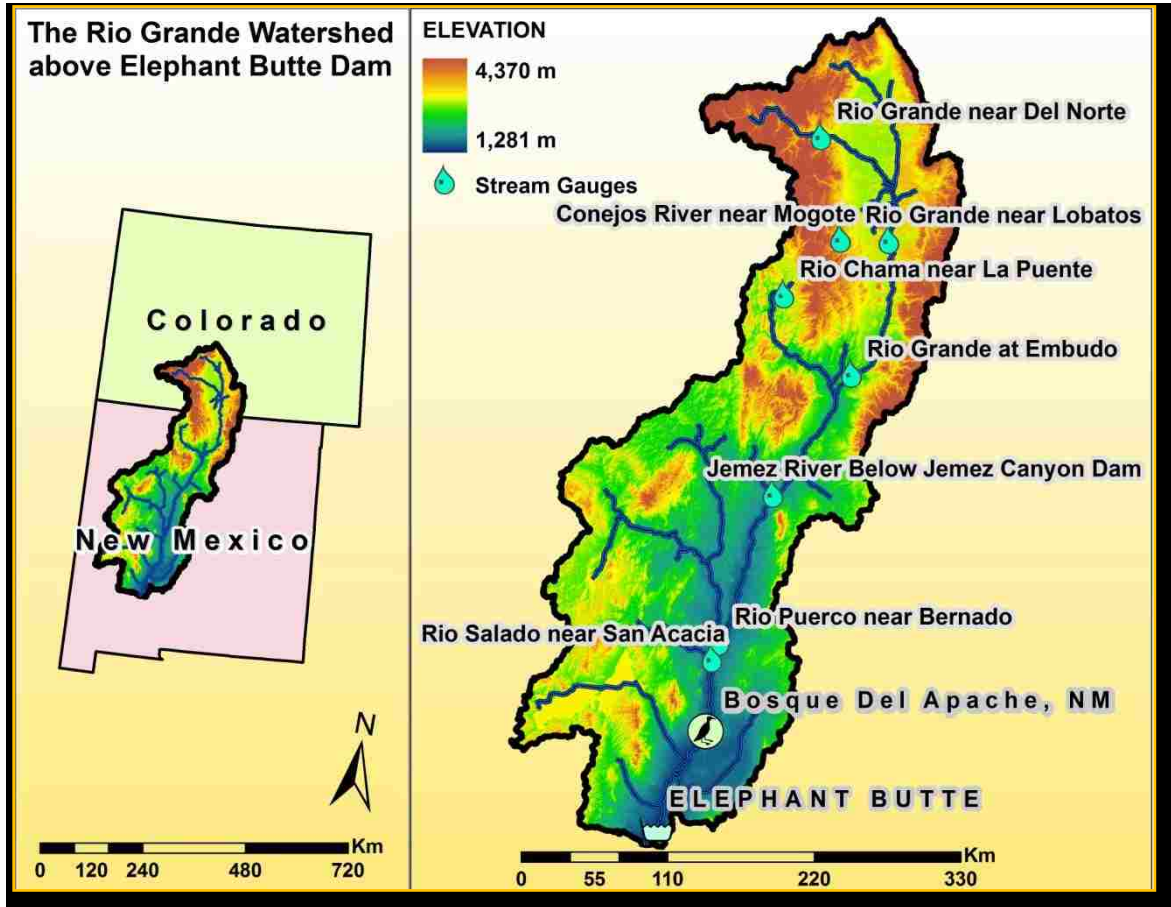 The Rio Grande Watershed
above Elephant Butte Dam
Colorado
New Mexico
N
Km
0 120 240 480 720
ELEVATION
4,370 m
1,281 m
Stream Gauges
Rio Grande near Del Norte
Conejos River near Mogote
Rio Grande near Lobatos
Rio Chama near La Puente
Rio Grande at Embudo
Jemez River Below Jemez Canyon Dam
Rio Puerco near Bernado
Rio Salado near San Acacia
Bosque Del Apache, NM
ELEPHANT BUTTE
Km
0 55 110 220 330